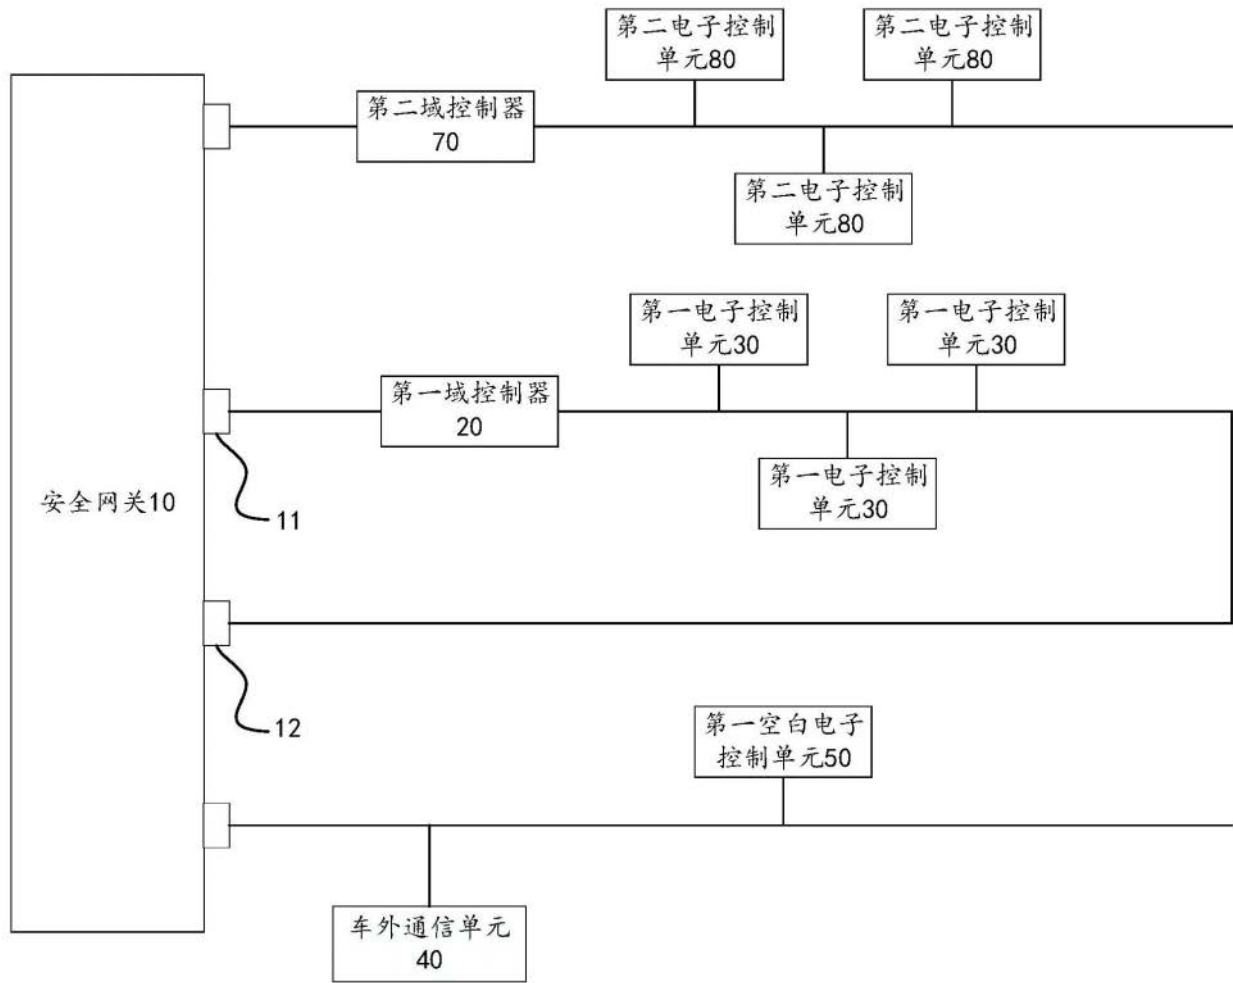 第二电子控制
单元80
第二电子控制
单元80
第二域控制器
70
第二电子控制
单元80
第一电子控制
单元30
第一电子控制
单元30
第一域控制器
20
第一电子控制
单元30
安全网关10
11
12
第一空白电子
控制单元50
车外通信单元
40